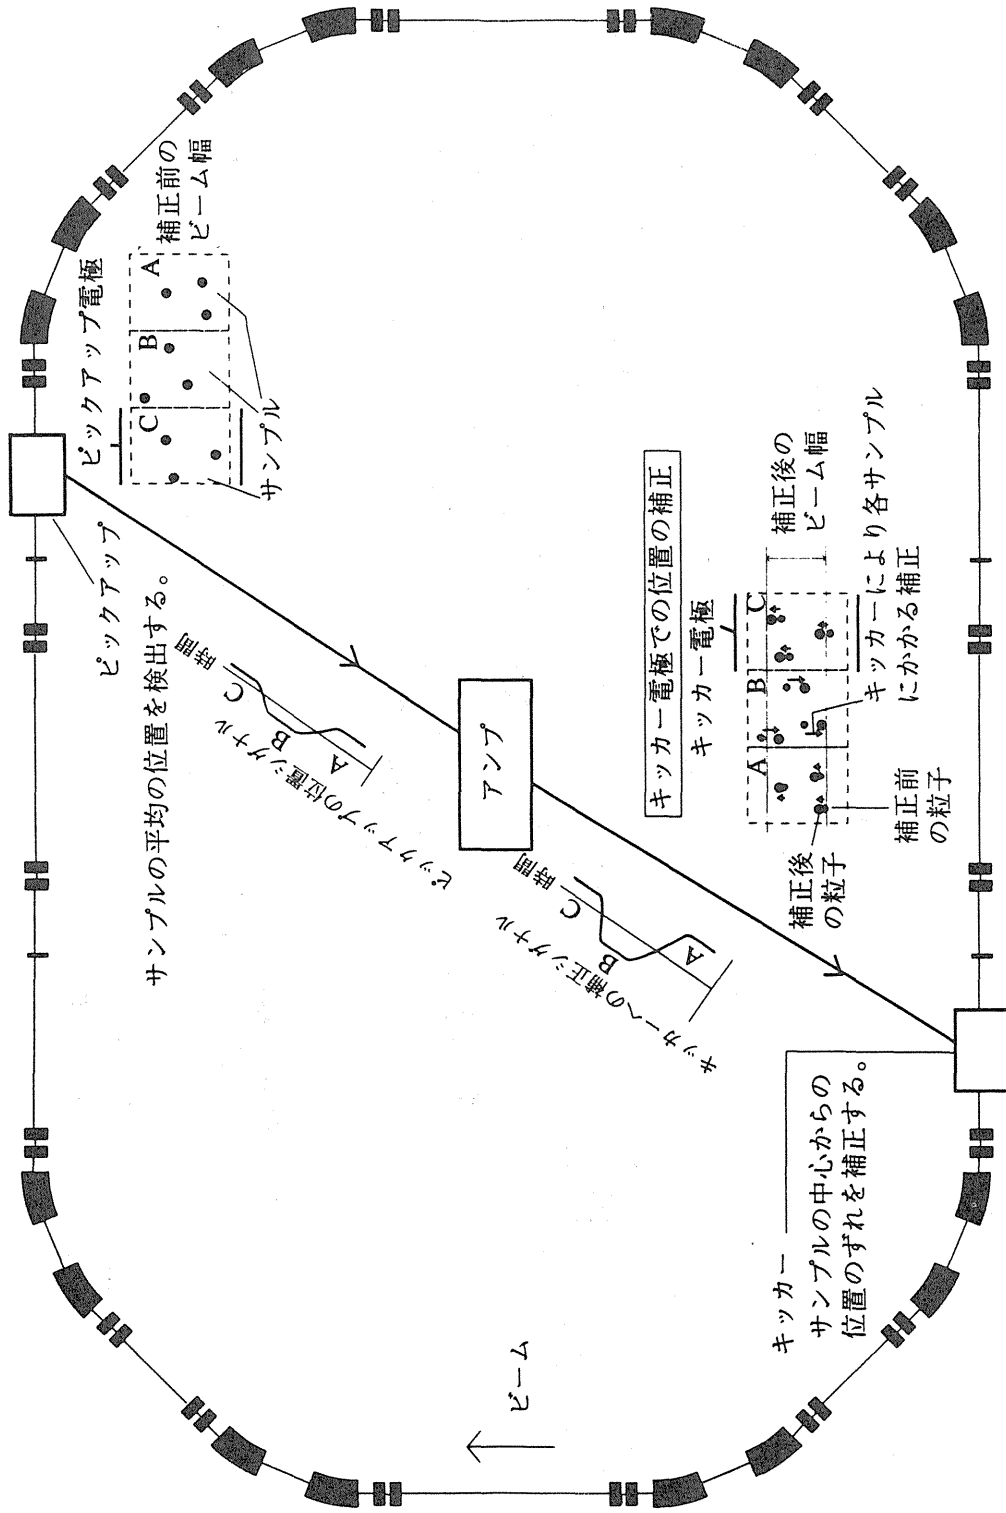 ピックアップ
サンプルの平均の位置を検出する。
ピックアップ電極
補正前の
ビーム幅
A
B
C
サンプル
ピックアップの位置シグナル
A
B
C
時間
アンプ
キッカーへの補正シグナル
A
B
C
時間
キッカー電極での位置の補正
キッカー電極
A
B
C
補正後の
ビーム幅
キッカーにより各サンプル
にかかる補正
補正前
の粒子
補正後
の粒子
キッカー
サンプルの中心からの
位置のずれを補正する。
ビーム